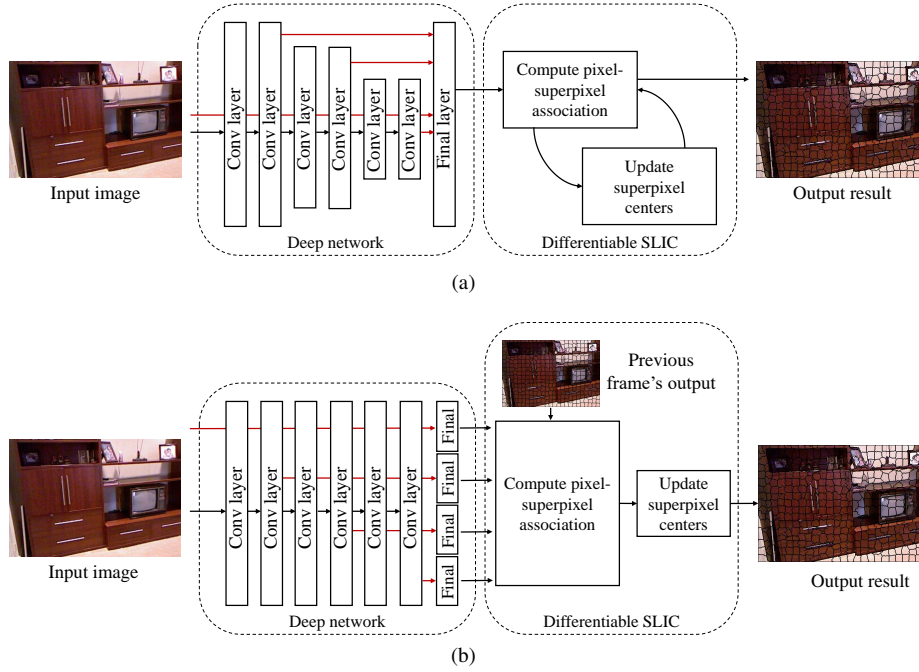 Conv layer
Conv layer
Conv layer
Conv layer
Conv layer
Conv layer
Final layer
Compute pixel-
superpixel
association
Update
superpixel
centers
Input image
Output result
Deep network
Differentiable SLIC
(a)
Previous
frame's output
Conv layer
Conv layer
Conv layer
Conv layer
Conv layer
Conv layer
Final
Final
Final
Final
Compute pixel-
superpixel
association
Update
superpixel
centers
Input image
Output result
Deep network
Differentiable SLIC
(b)